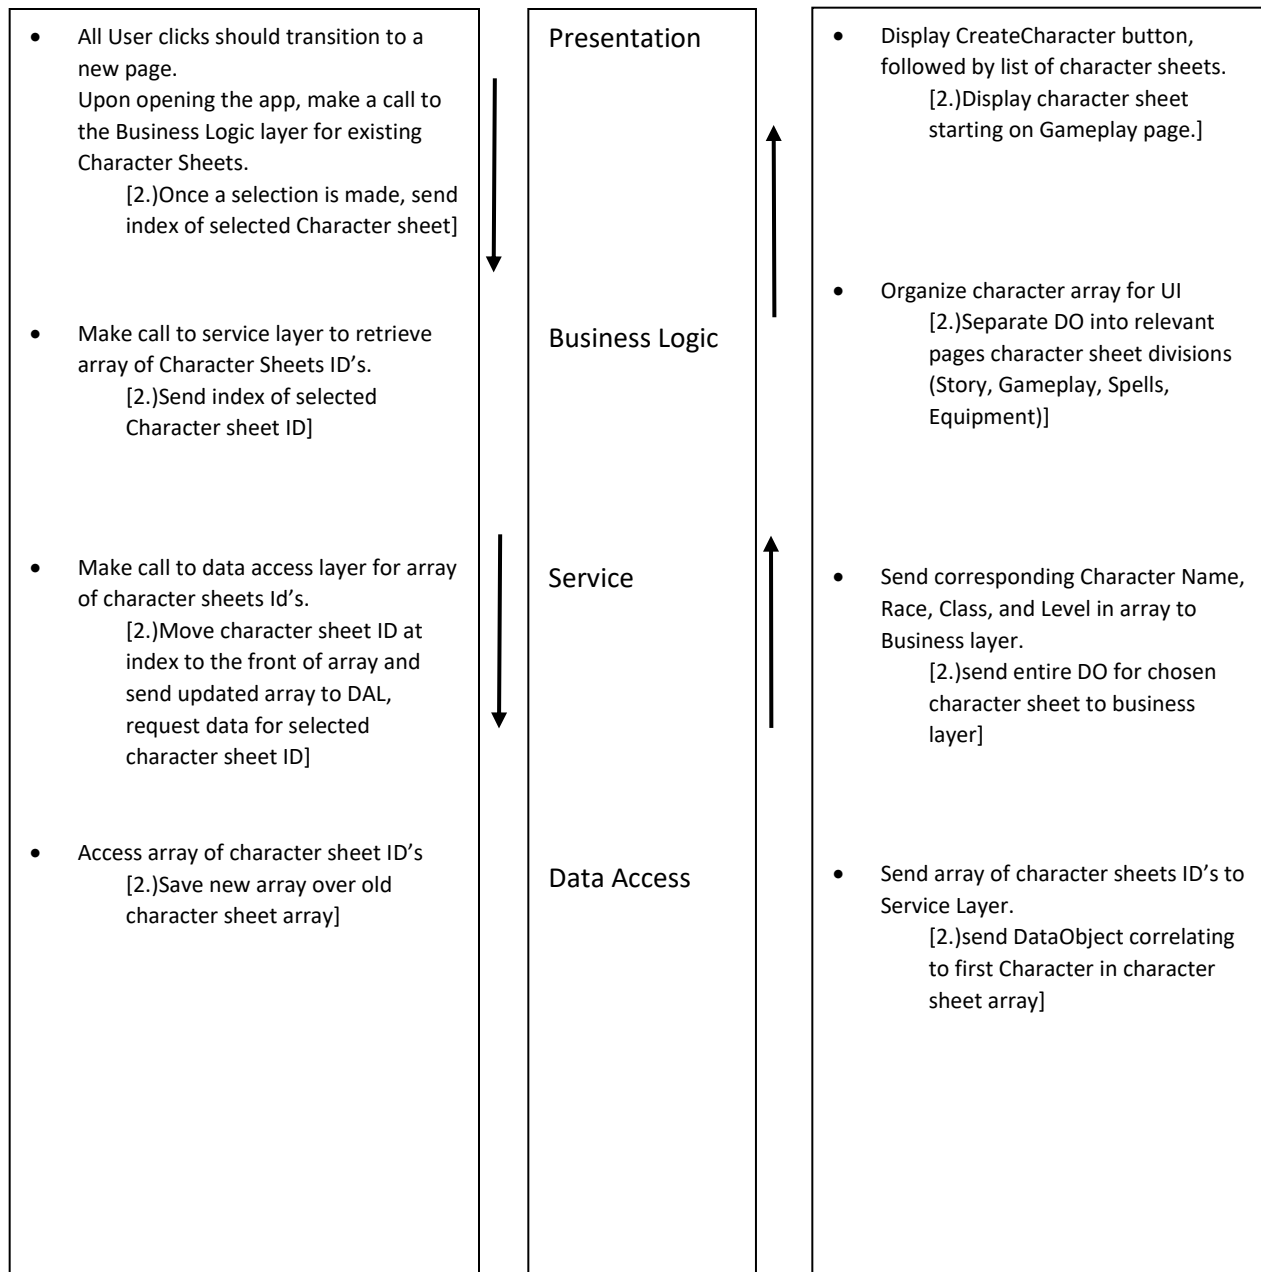 • All User clicks should transition to a
new page.
Upon opening the app, make a call to
the Business Logic layer for existing
Character Sheets.
[2.)Once a selection is made, send
index of selected Character sheet]
• Make call to service layer to retrieve
array of Character Sheets ID’s.
[2.)Send index of selected
Character sheet ID]
• Make call to data access layer for array
of character sheets Id’s.
[2.)Move character sheet ID at
index to the front of array and
send updated array to DAL,
request data for selected
character sheet ID]
• Access array of character sheet ID’s
[2.)Save new array over old
character sheet array]
Presentation
Business Logic
Service
Data Access
• Display CreateCharacter button,
followed by list of character sheets.
[2.)Display character sheet
starting on Gameplay page.]
• Organize character array for UI
[2.)Separate DO into relevant
pages character sheet divisions
(Story, Gameplay, Spells,
Equipment)]
• Send corresponding Character Name,
Race, Class, and Level in array to
Business layer.
[2.)send entire DO for chosen
character sheet to business
layer]
• Send array of character sheets ID’s to
Service Layer.
[2.)send DataObject correlating
to first Character in character
sheet array]